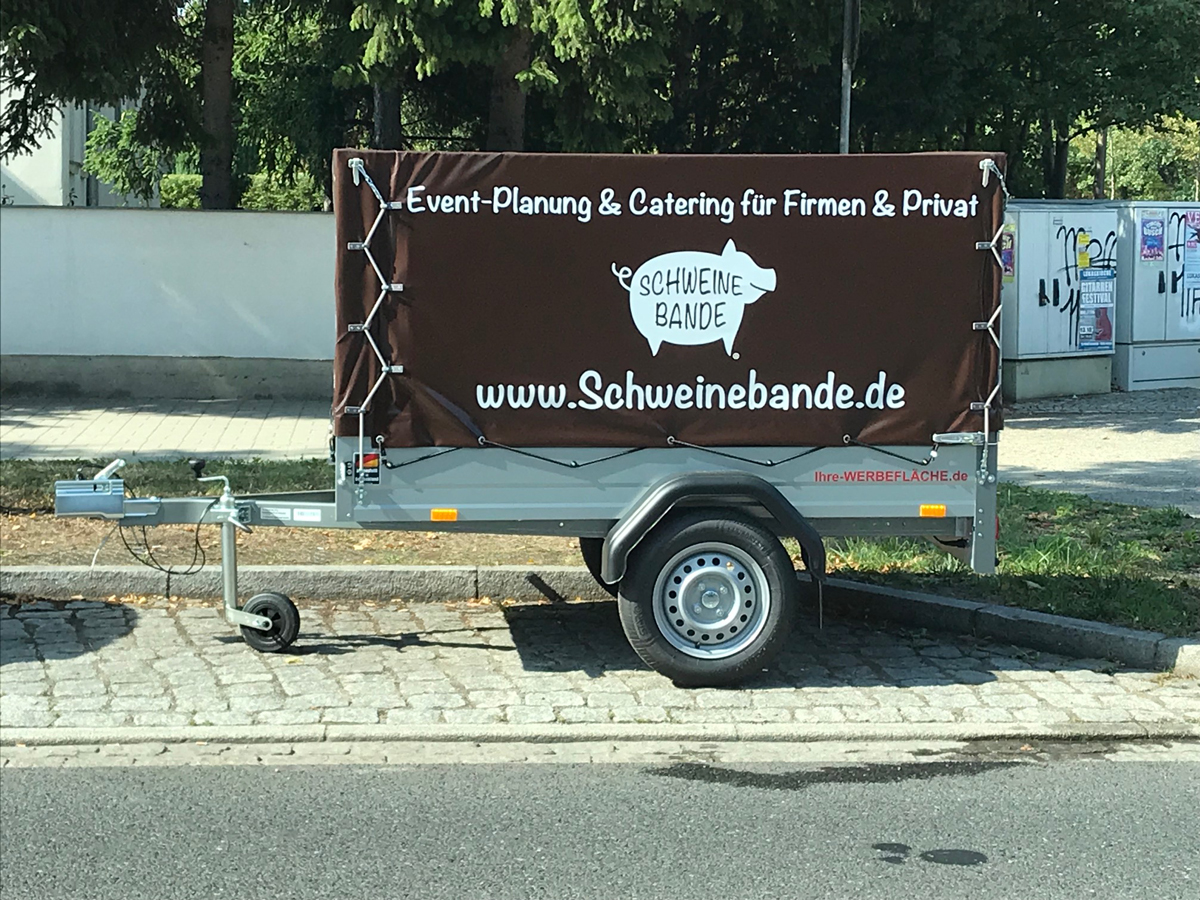 Event-Planung & Catering für Firmen & Privat
SCHWEINE
BANDE
www.Schweinebande.de
Ihre-WERBEFLÄCHE.de
GITARREN
FESTIVAL